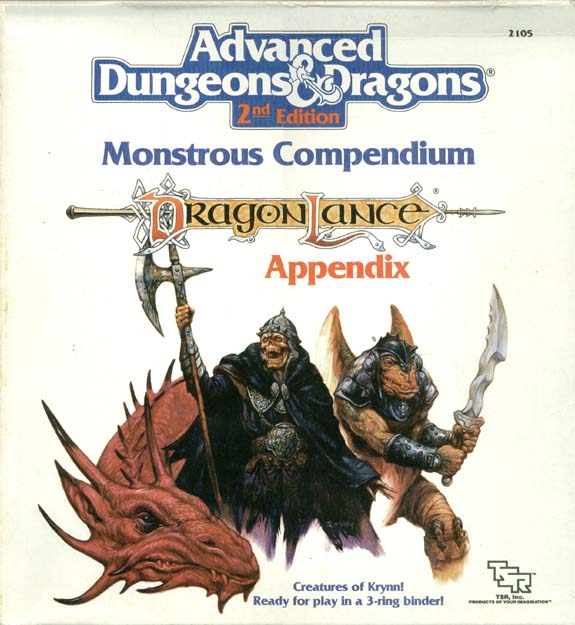 2105
Advanced
Dungeons & Dragons®
2nd Edition
Monstrous Compendium
DRAGONLANCE®
Appendix
Creatures of Krynn!
Ready for play in a 3-ring binder!
TSR™
TSR, Inc.
PRODUCTS OF YOUR IMAGINATION™